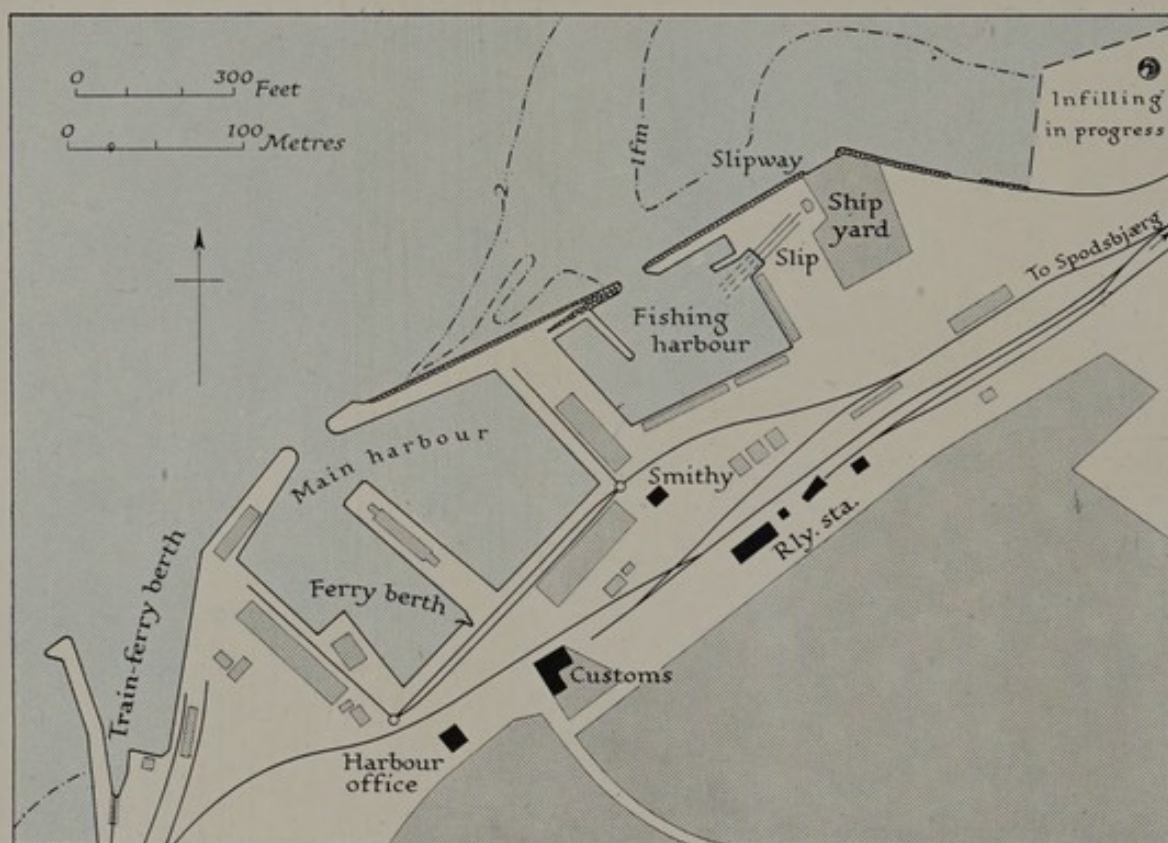 0 300 Feet
0 100 Metres
2
1fm
Slipway
Infilling
in progress
Ship
yard
Slip
To Spodsbjærg
Fishing
harbour
Main harbour
Smithy
Rly. sta.
Train-ferry berth
Ferry berth
Customs
Harbour
office